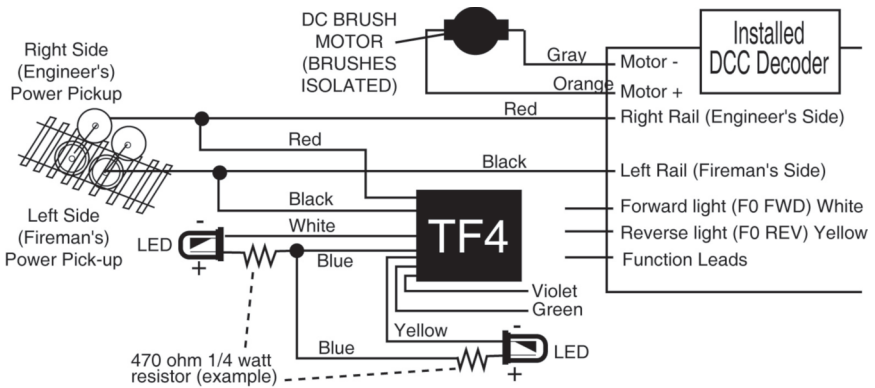 DC BRUSH
MOTOR
(BRUSHES
ISOLATED)
Installed
DCC Decoder
Right Side
(Engineer's)
Power Pickup
Gray
Motor -
Orange
Motor +
Red
Right Rail (Engineer's Side)
Red
Black
Left Rail (Fireman's Side)
Black
Left Side
(Fireman's)
Power Pick-up
-
White
LED
+
Blue
TF4
Forward light (F0 FWD) White
Reverse light (F0 REV) Yellow
Function Leads
Violet
Green
Yellow
-
Blue
LED
+
470 ohm 1/4 watt
resistor (example)